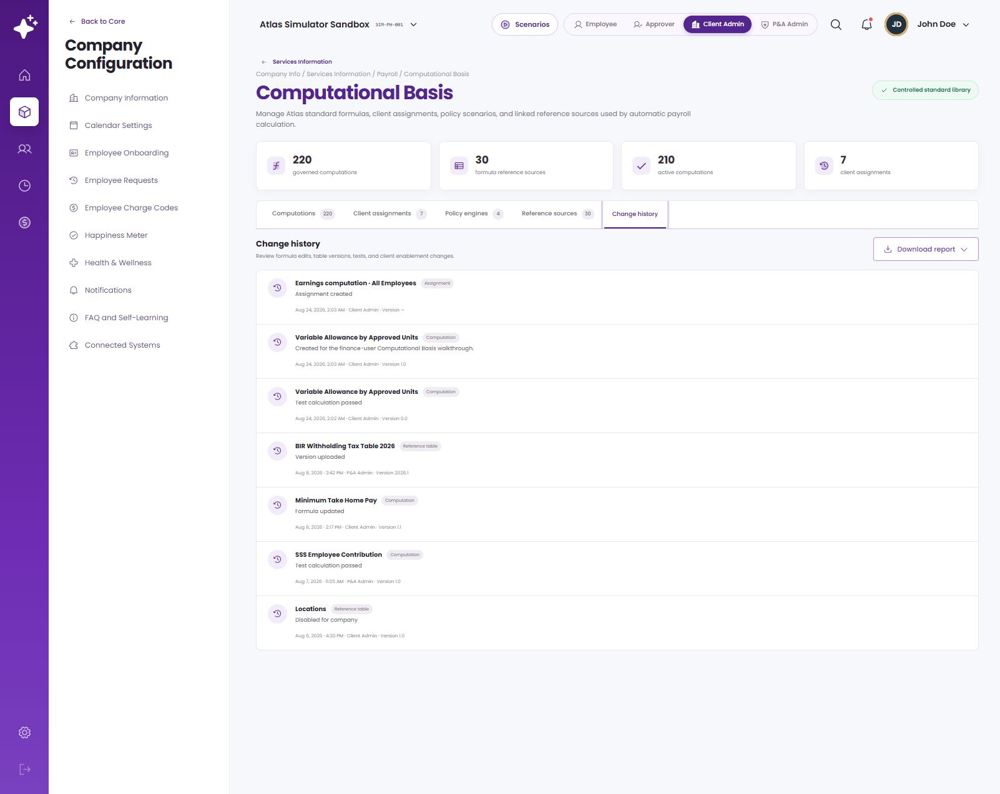 ← Back to Core
Company
Configuration
Company Information
Calendar Settings
Employee Onboarding
Employee Requests
Employee Charge Codes
Happiness Meter
Health & Wellness
Notifications
FAQ and Self-Learning
Connected Systems
Atlas Simulator Sandbox SIM-PH-001
Scenarios
Employee
Approver
Client Admin
P&A Admin
JD
John Doe
← Services Information
Company Info / Services Information / Payroll / Computational Basis
Computational Basis
Controlled standard library
Manage Atlas standard formulas, client assignments, policy scenarios, and linked reference sources used by automatic payroll
calculation.
220
governed computations
30
formula reference sources
210
active computations
7
client assignments
Computations 220
Client assignments 7
Policy engines 4
Reference sources 30
Change history
Change history
Review formula edits, table versions, tests, and client enablement changes.
Download report
Earnings computation · All Employees Assignment
Assignment created
Aug 24, 2026, 2:03 AM · Client Admin · Version —
Variable Allowance by Approved Units Computation
Created for the finance-user Computational Basis walkthrough.
Aug 24, 2026, 2:03 AM · Client Admin · Version 1.0
Variable Allowance by Approved Units Computation
Test calculation passed
Aug 24, 2026, 2:02 AM · Client Admin · Version 0.0
BIR Withholding Tax Table 2026 Reference table
Version uploaded
Aug 8, 2026 · 3:42 PM · P&A Admin · Version 2026.1
Minimum Take Home Pay Computation
Formula updated
Aug 8, 2026 · 2:17 PM · Client Admin · Version 1.1
SSS Employee Contribution Computation
Test calculation passed
Aug 7, 2026 · 11:05 AM · P&A Admin · Version 1.0
Locations Reference table
Disabled for company
Aug 6, 2026 · 4:20 PM · Client Admin · Version 1.0